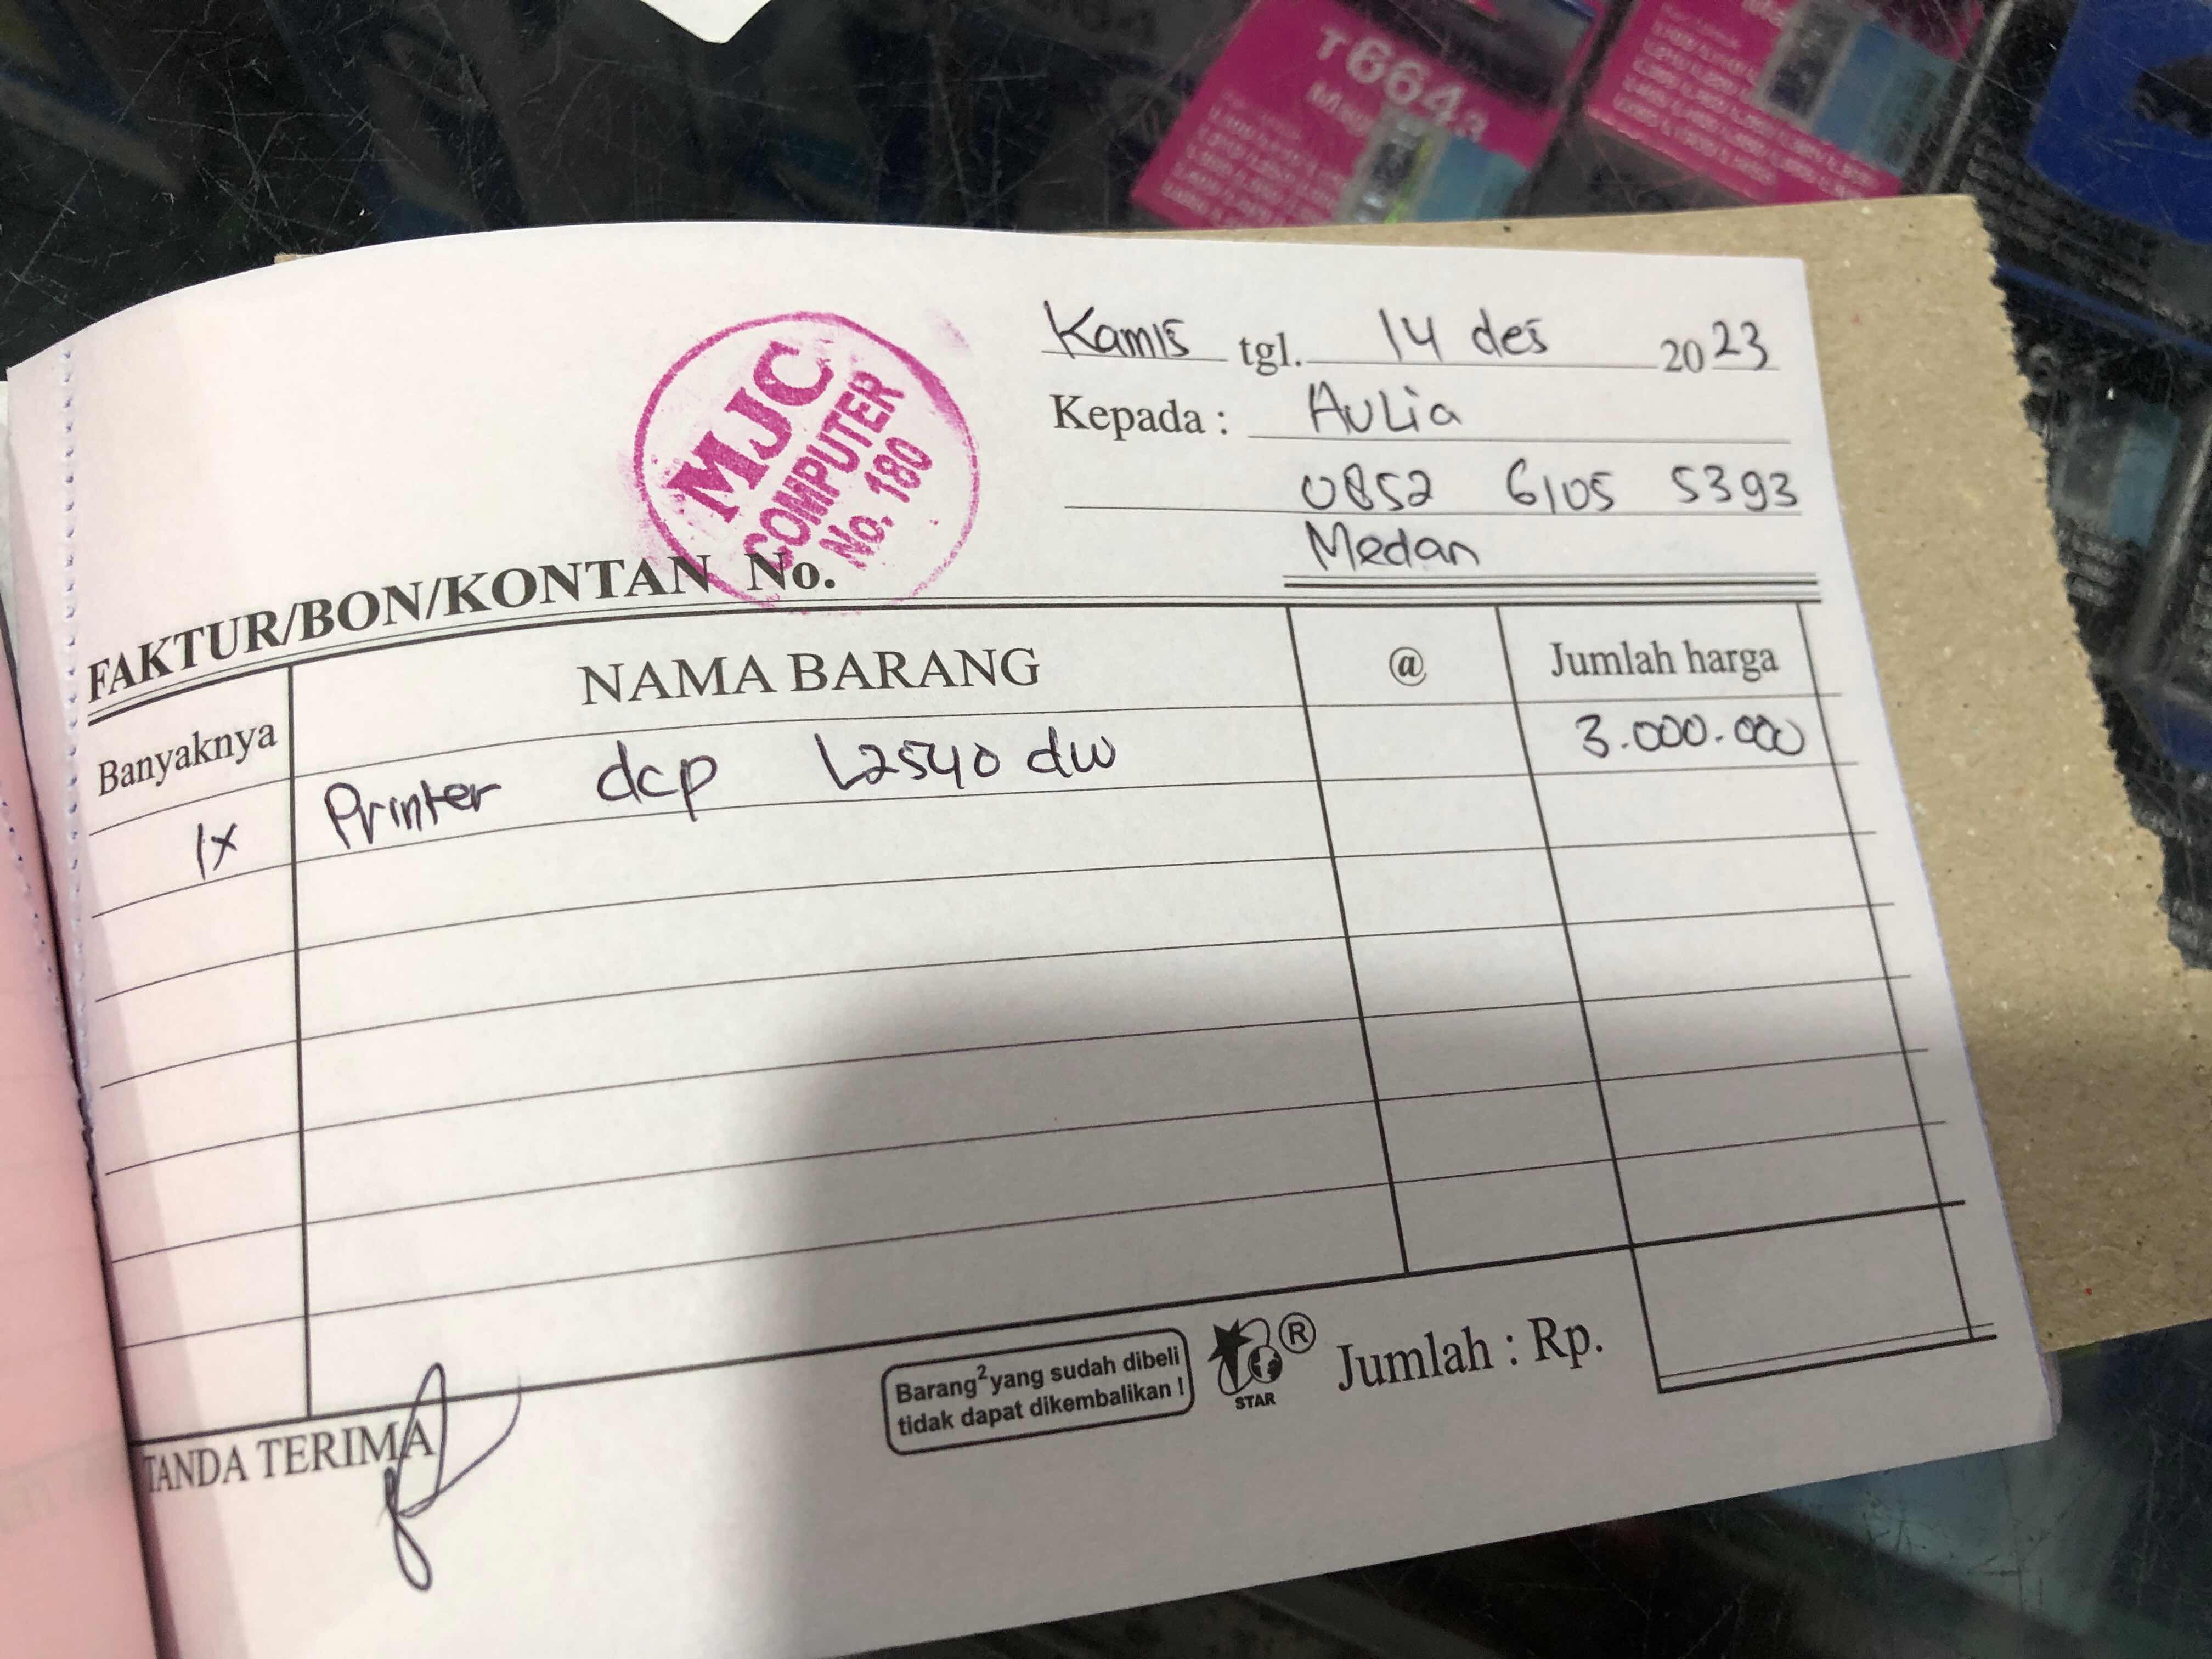 T6643
MJC
COMPUTER
No. 180
Kamis tgl. 14 des 2023
Kepada : Aulia
0852 6105 5393
Medan
FAKTUR/BON/KONTAN No.
Banyaknya NAMA BARANG @ Jumlah harga
1x Printer dcp L2540 dw 3.000.000
TANDA TERIMA
Barang² yang sudah dibeli
tidak dapat dikembalikan !
STAR
®
Jumlah : Rp.